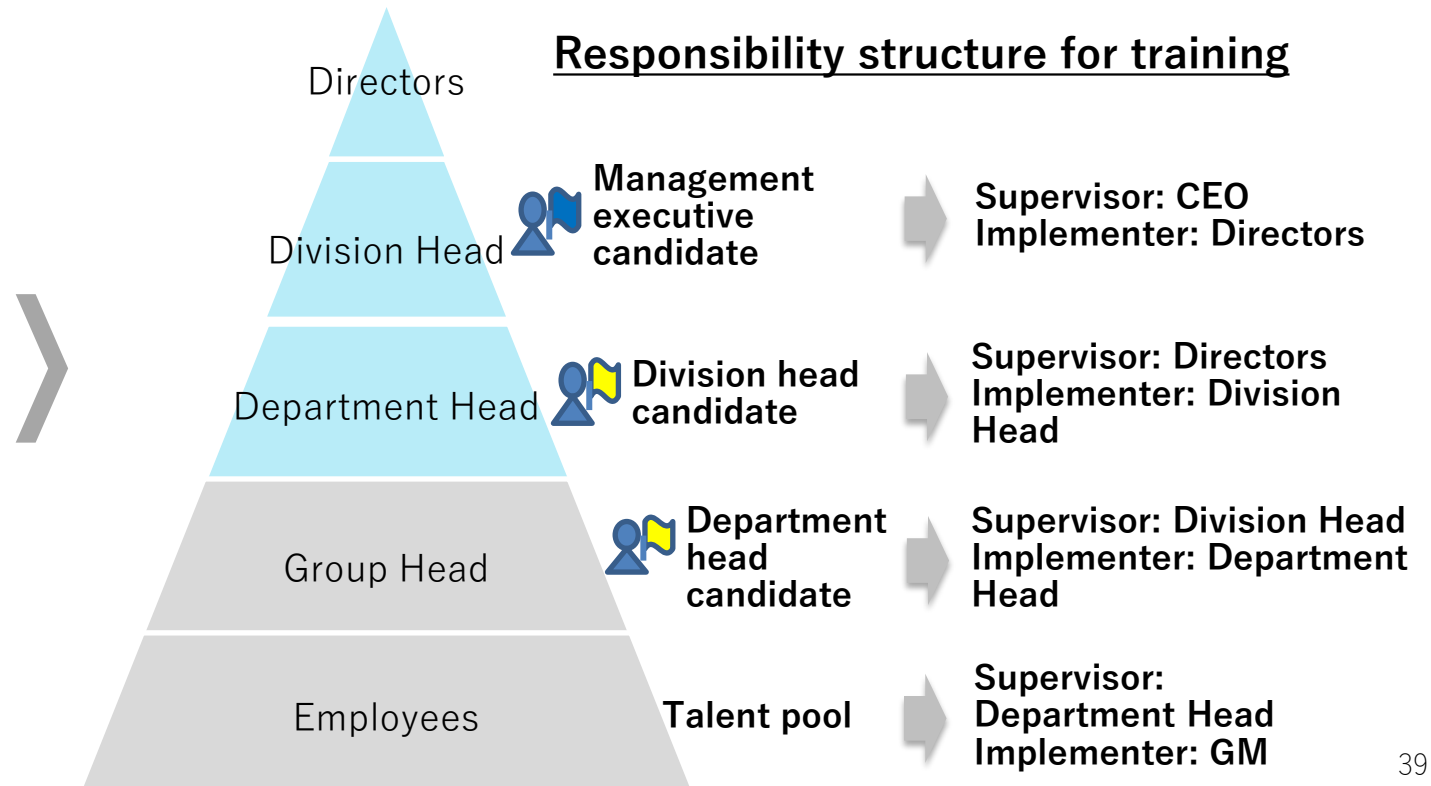 Responsibility structure for training
Directors
Division Head
Management
executive
candidate
Supervisor: CEO
Implementer: Directors
Department Head
Division head
candidate
Supervisor: Directors
Implementer: Division
Head
Group Head
Department
head
candidate
Supervisor: Division Head
Implementer: Department
Head
Employees
Talent pool
Supervisor:
Department Head
Implementer: GM
39